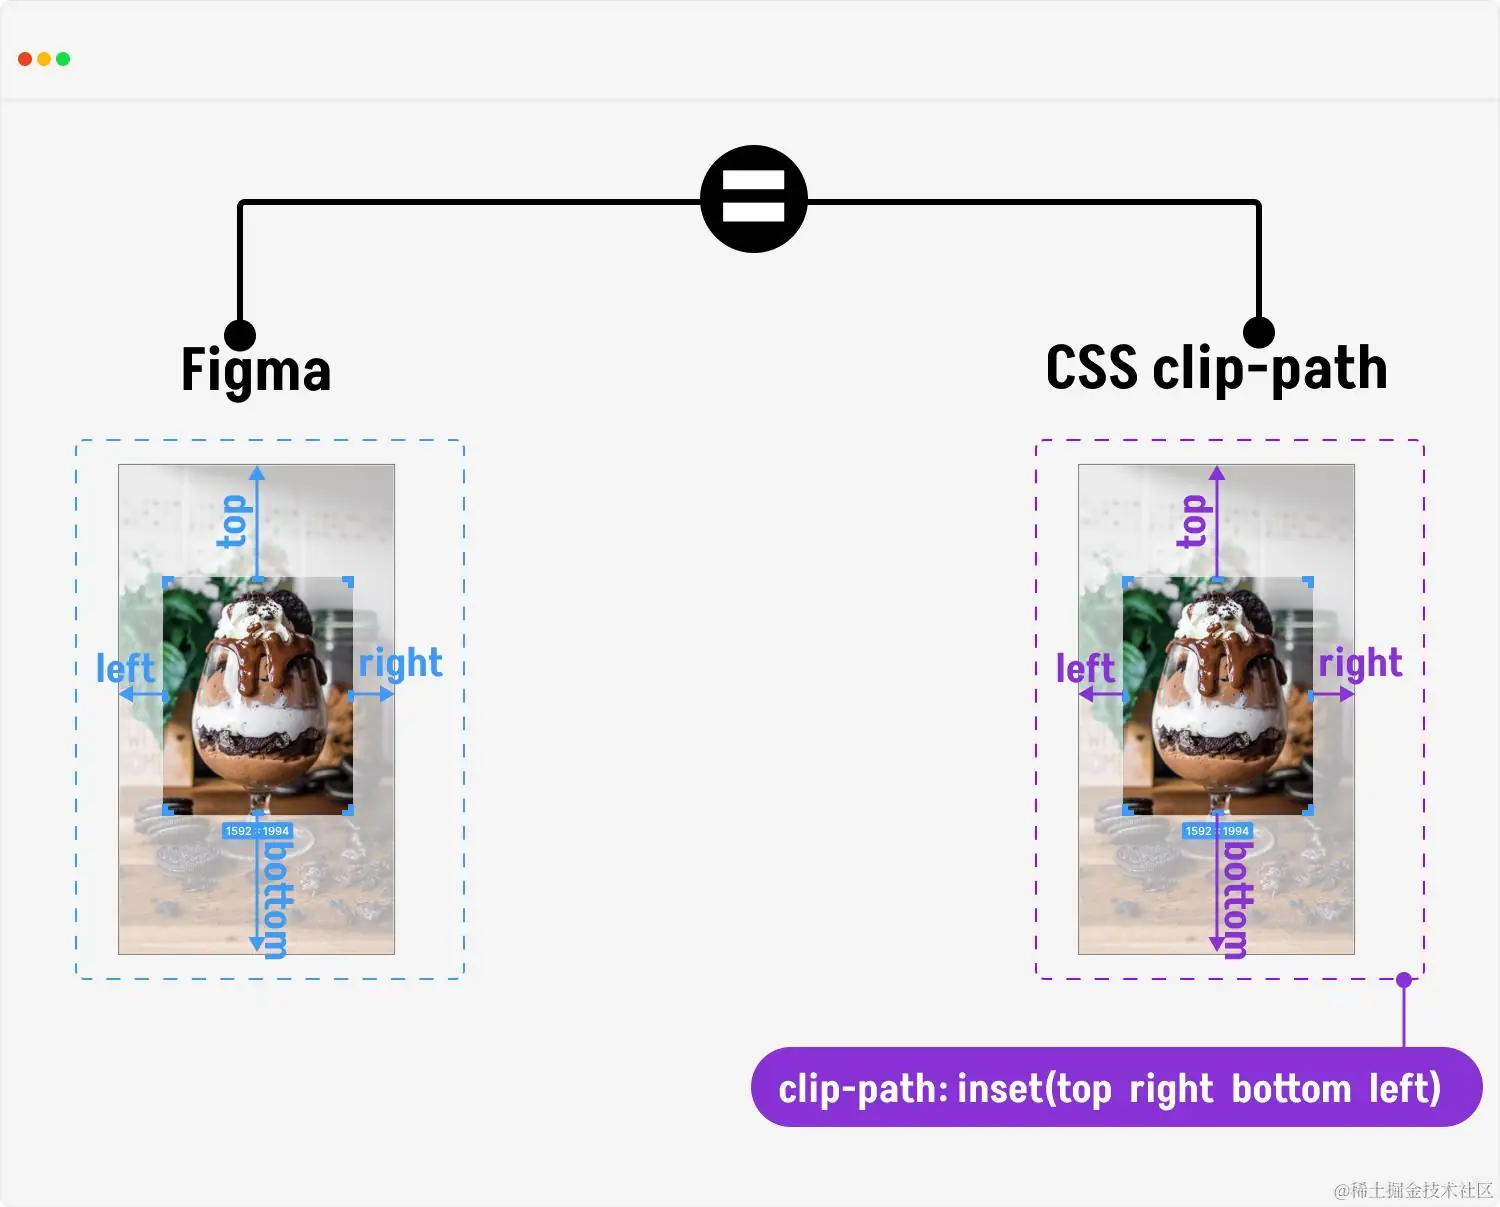 Figma
CSS clip-path
top
left
right
1592 × 1994
bottom
top
left
right
1592 × 1994
bottom
clip-path: inset(top right bottom left)
@稀土掘金技术社区